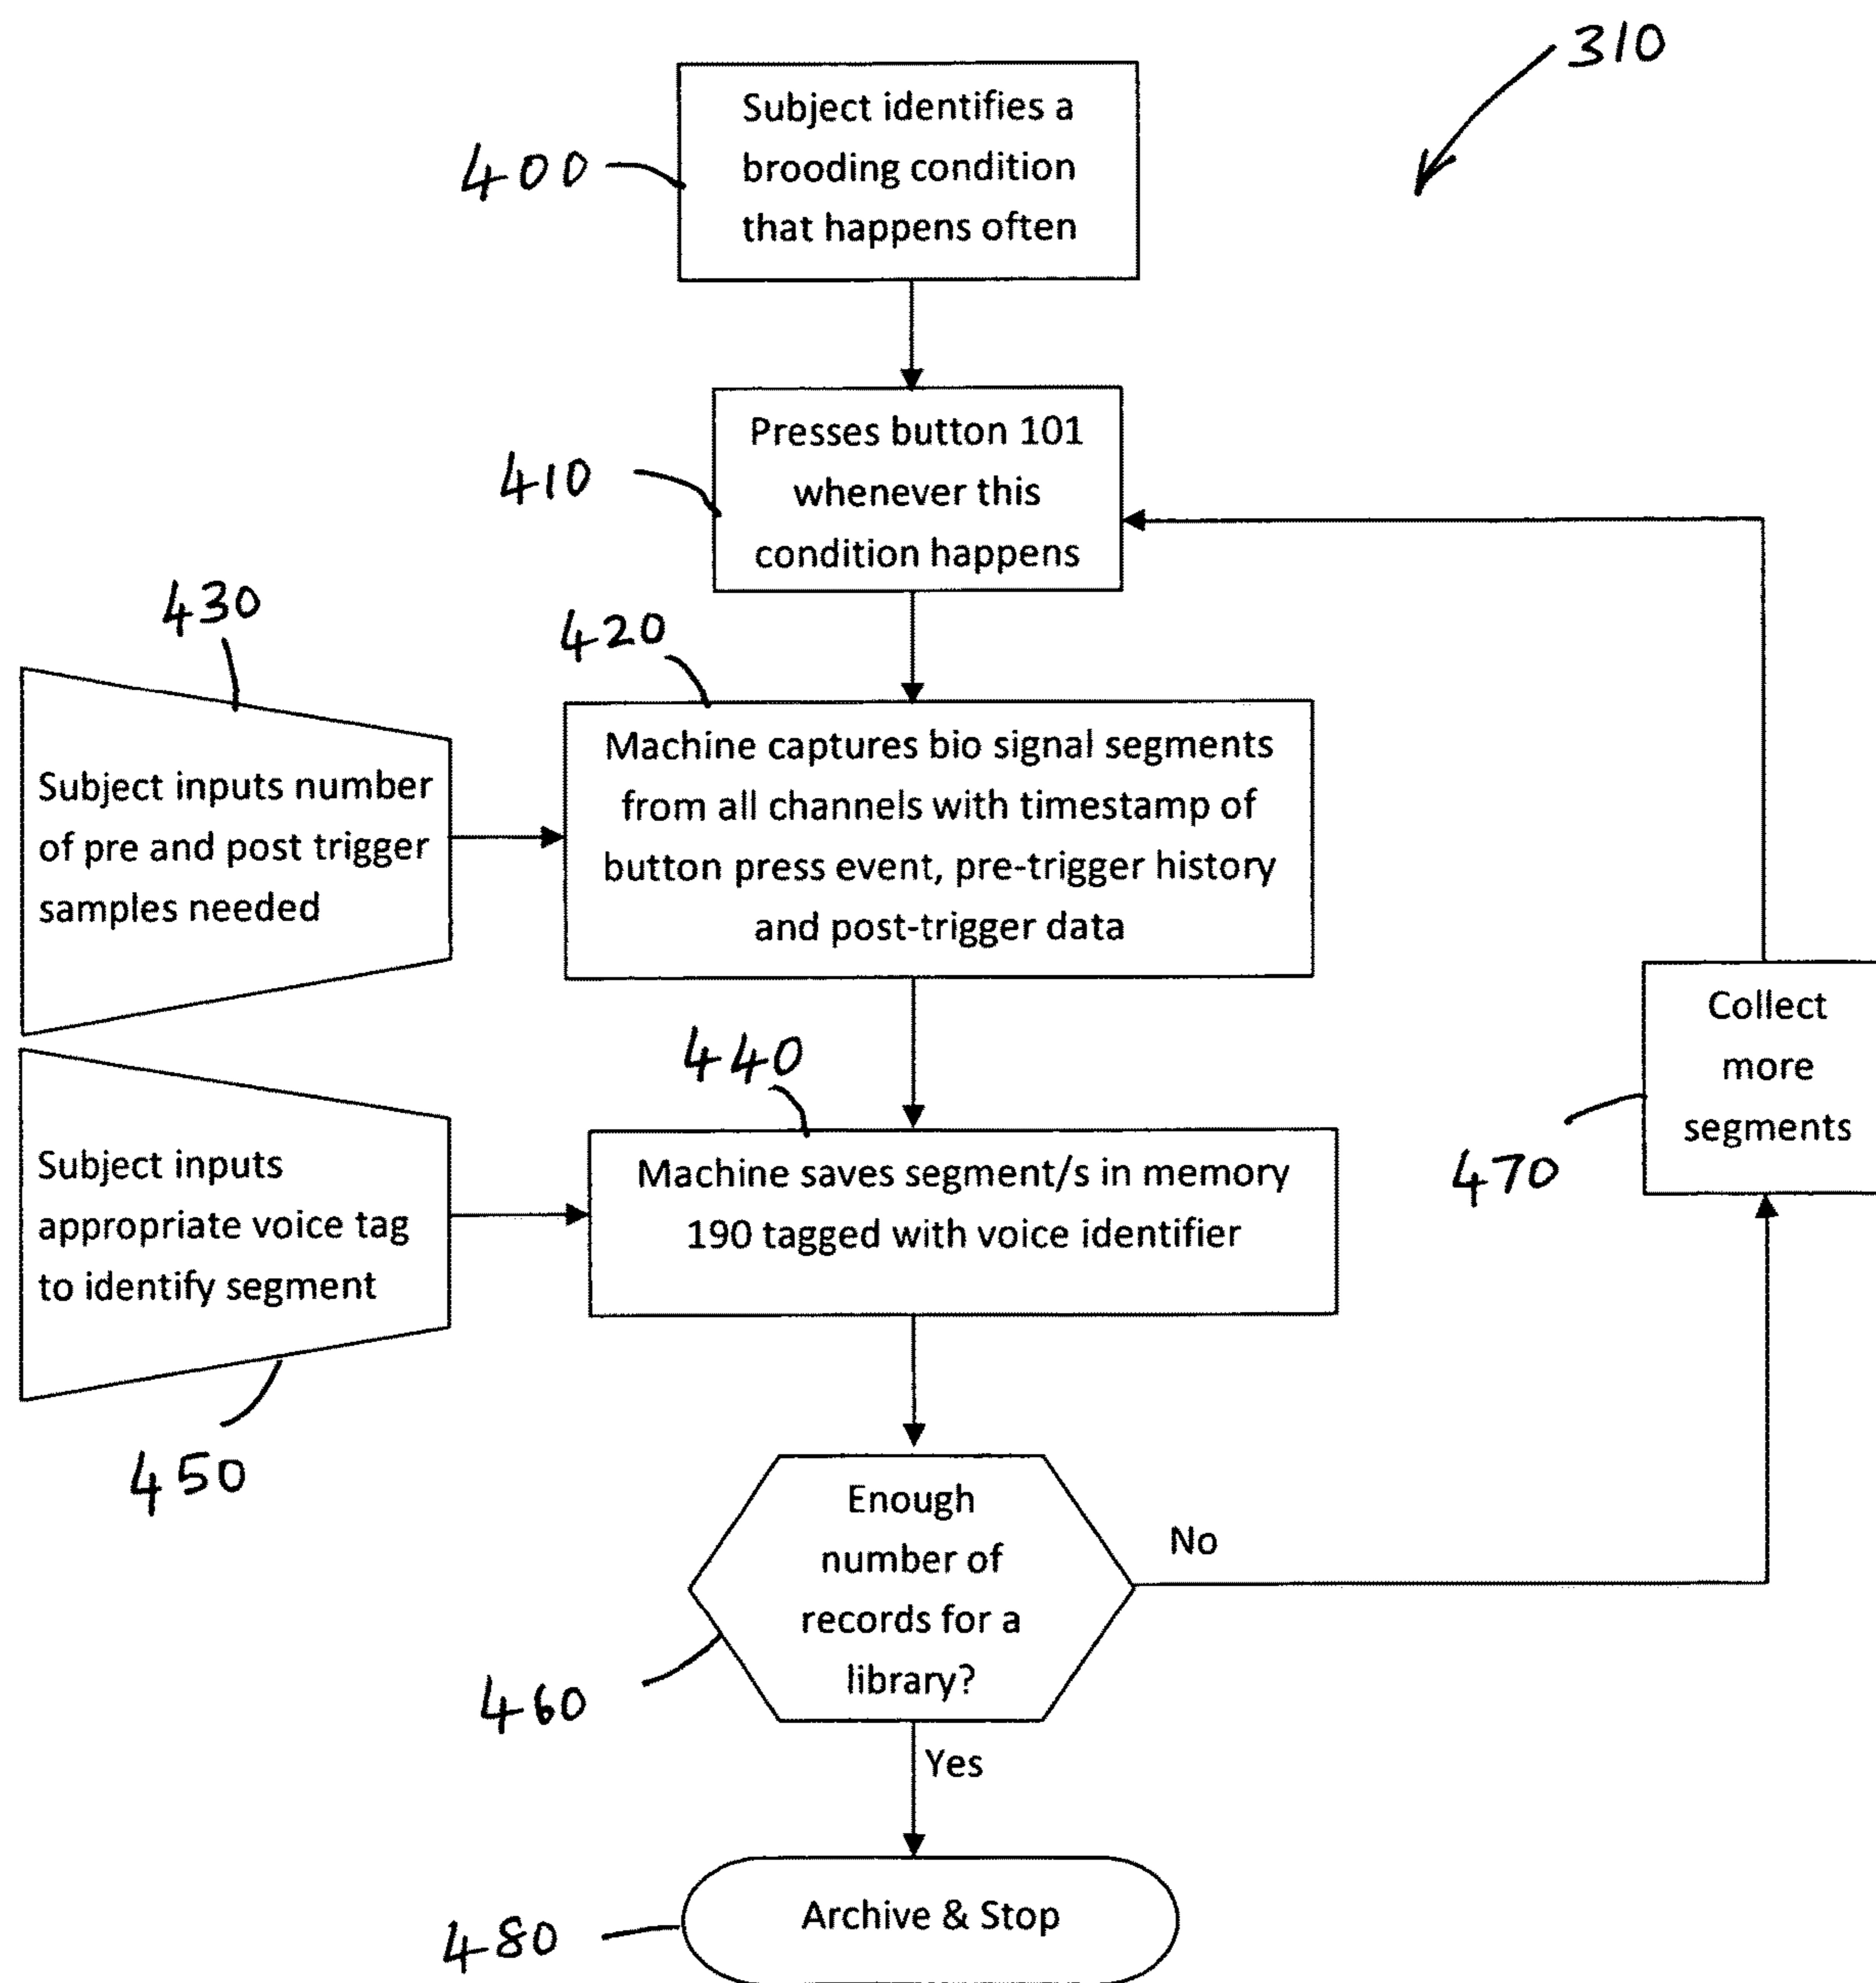 310
Subject identifies a
brooding condition
that happens often
400
Presses button 101
whenever this
condition happens
410
430
420
Subject inputs number
of pre and post trigger
samples needed
Machine captures bio signal segments
from all channels with timestamp of
button press event, pre-trigger history
and post-trigger data
Collect
more
segments
470
440
Subject inputs
appropriate voice tag
to identify segment
Machine saves segment/s in memory
190 tagged with voice identifier
450
Enough
number of
records for a
library?
No
460
Yes
Archive & Stop
480